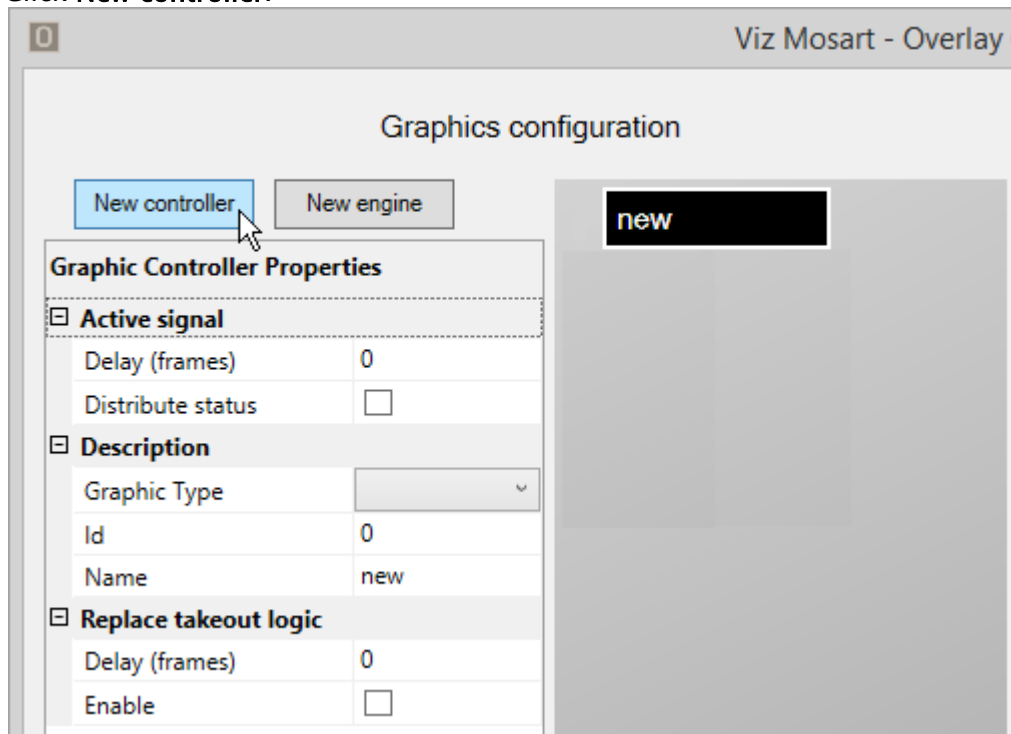 Click New controller.
O
Viz Mosart - Overlay
Graphics configuration
New controller
New engine
new
Graphic Controller Properties
Active signal
Delay (frames) 0
Distribute status
Description
Graphic Type
Id 0
Name new
Replace takeout logic
Delay (frames) 0
Enable